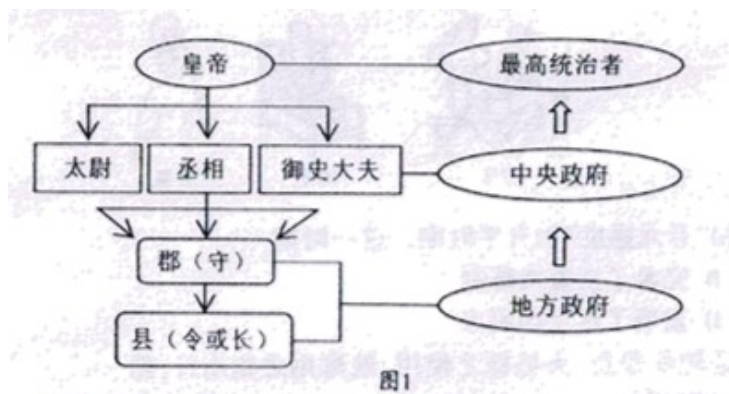 皇帝
最高统治者
太尉
丞相
御史大夫
中央政府
郡（守）
县（令或长）
地方政府
图1